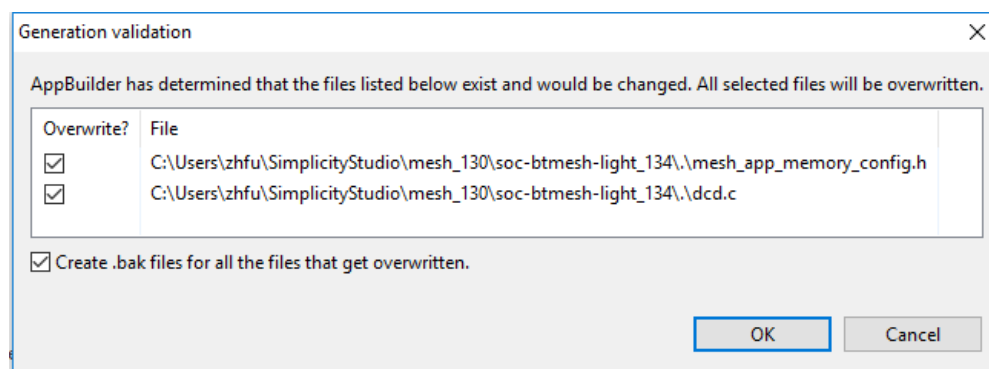 Generation validation
AppBuilder has determined that the files listed below exist and would be changed. All selected files will be overwritten.
Overwrite? File
C:\Users\zhfu\SimplicityStudio\mesh_130\soc-btmesh-light_134\.\mesh_app_memory_config.h
C:\Users\zhfu\SimplicityStudio\mesh_130\soc-btmesh-light_134\.\dcd.c
Create .bak files for all the files that get overwritten.
OK Cancel